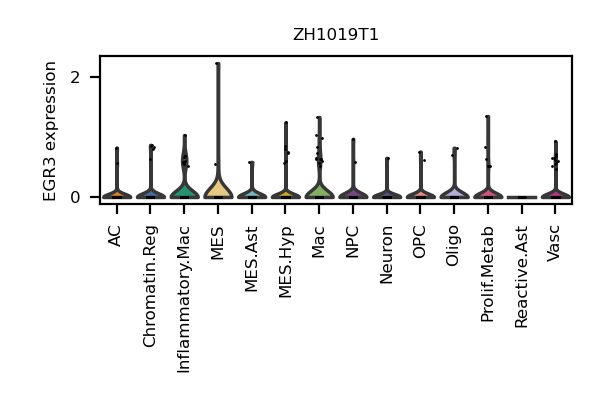 ZH1019T1
EGR3 expression
2
0
AC
Chromatin.Reg
Inflammatory.Mac
MES
MES.Ast
MES.Hyp
Mac
NPC
Neuron
OPC
Oligo
Prolif.Metab
Reactive.Ast
Vasc